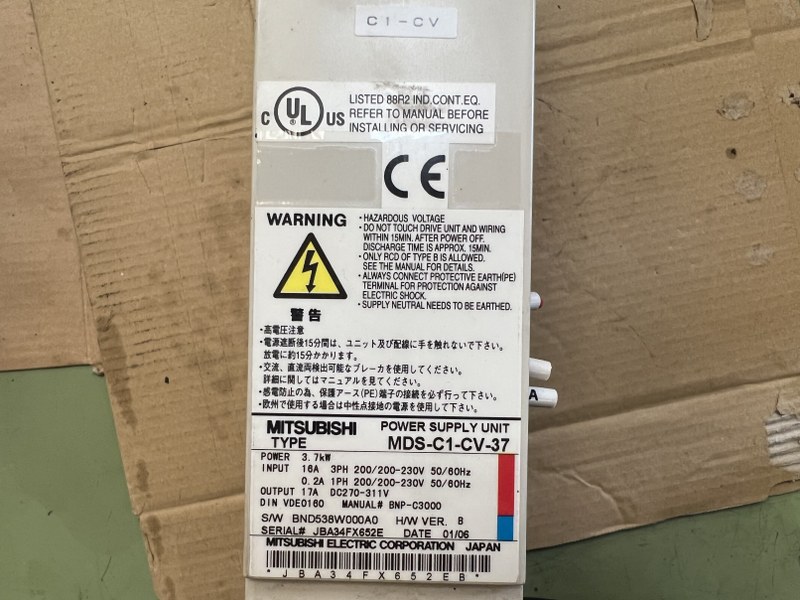 C1-CV
C UL US
LISTED 88R2 IND.CONT.EQ.
REFER TO MANUAL BEFORE
INSTALLING OR SERVICING
CE
WARNING
・HAZARDOUS VOLTAGE
・DO NOT TOUCH DRIVE UNIT AND WIRING
WITHIN 15MIN. AFTER POWER OFF.
DISCHARGE TIME IS APPROX. 15MIN.
・ONLY RCD OF TYPE B IS ALLOWED.
SEE THE MANUAL FOR DETAILS.
・ALWAYS CONNECT PROTECTIVE EARTH(PE)
TERMINAL FOR PROTECTION AGAINST
ELECTRIC SHOCK.
・SUPPLY NEUTRAL NEEDS TO BE EARTHED.
警告
・高電圧注意
・電源遮断後15分間は、ユニット及び配線に手を触れないで下さい。
放電に約15分かかります。
・交流、直流両検出可能なブレーカを使用してください。
詳細に関してはマニュアルを見てください。
・感電防止の為、保護アース(PE)端子の接続を必ず行って下さい。
・欧州で使用する場合は中性点接地の電源を使用して下さい。
A
MITSUBISHI POWER SUPPLY UNIT
TYPE MDS-C1-CV-37
POWER 3.7kW
INPUT 16A 3PH 200/200-230V 50/60Hz
0.2A 1PH 200/200-230V 50/60Hz
OUTPUT 17A DC270-311V
DIN VDE0160 MANUAL# BNP-C3000
S/W BND538W000A0 H/W VER. B
SERIAL# JBA34FX652E DATE 01/06
MITSUBISHI ELECTRIC CORPORATION JAPAN
*JBA34FX652EB*